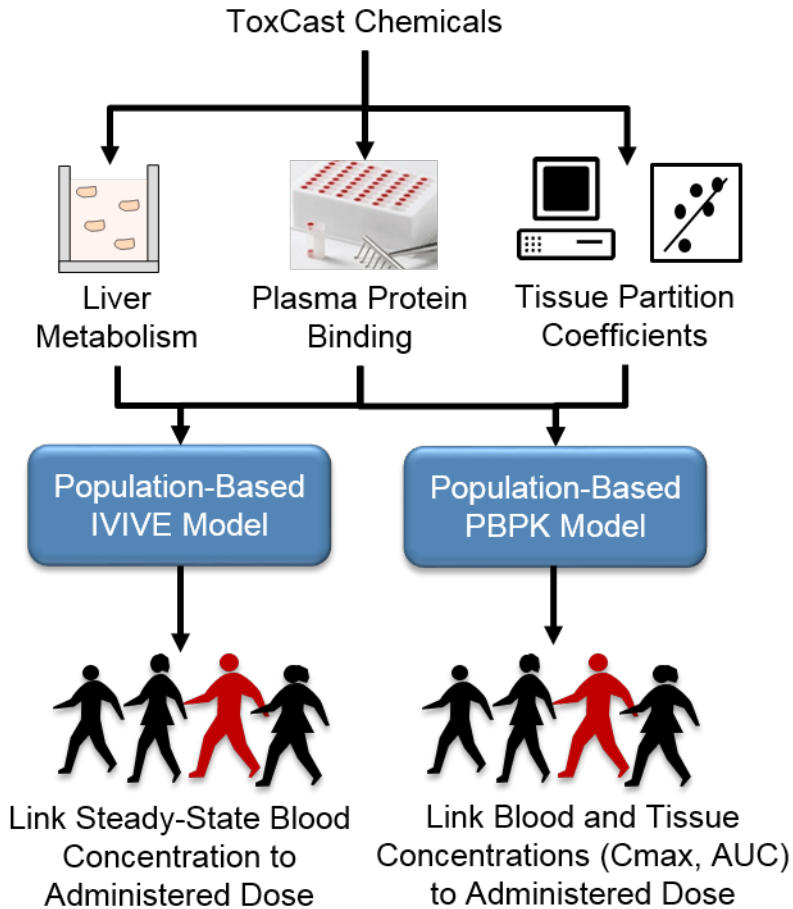 ToxCast Chemicals
Liver
Metabolism
Plasma Protein
Binding
Tissue Partition
Coefficients
Population-Based
IVIVE Model
Population-Based
PBPK Model
Link Steady-State Blood
Concentration to
Administered Dose
Link Blood and Tissue
Concentrations (Cmax, AUC)
to Administered Dose